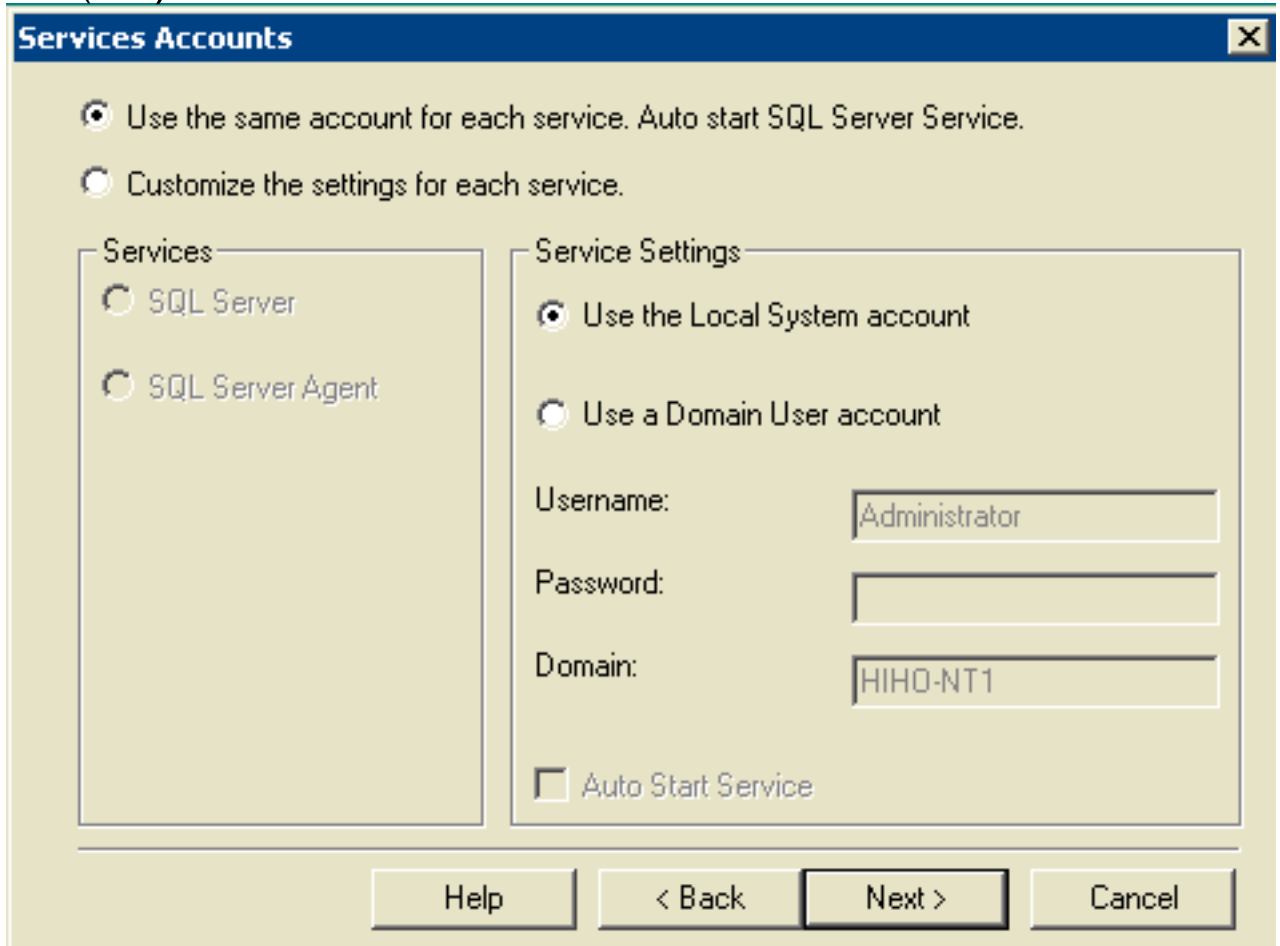 Services Accounts
Use the same account for each service. Auto start SQL Server Service.
Customize the settings for each service.
Services
SQL Server
SQL Server Agent
Service Settings
Use the Local System account
Use a Domain User account
Username:
Administrator
Password:
Domain:
HIHO-NT1
Auto Start Service
Help
< Back
Next >
Cancel